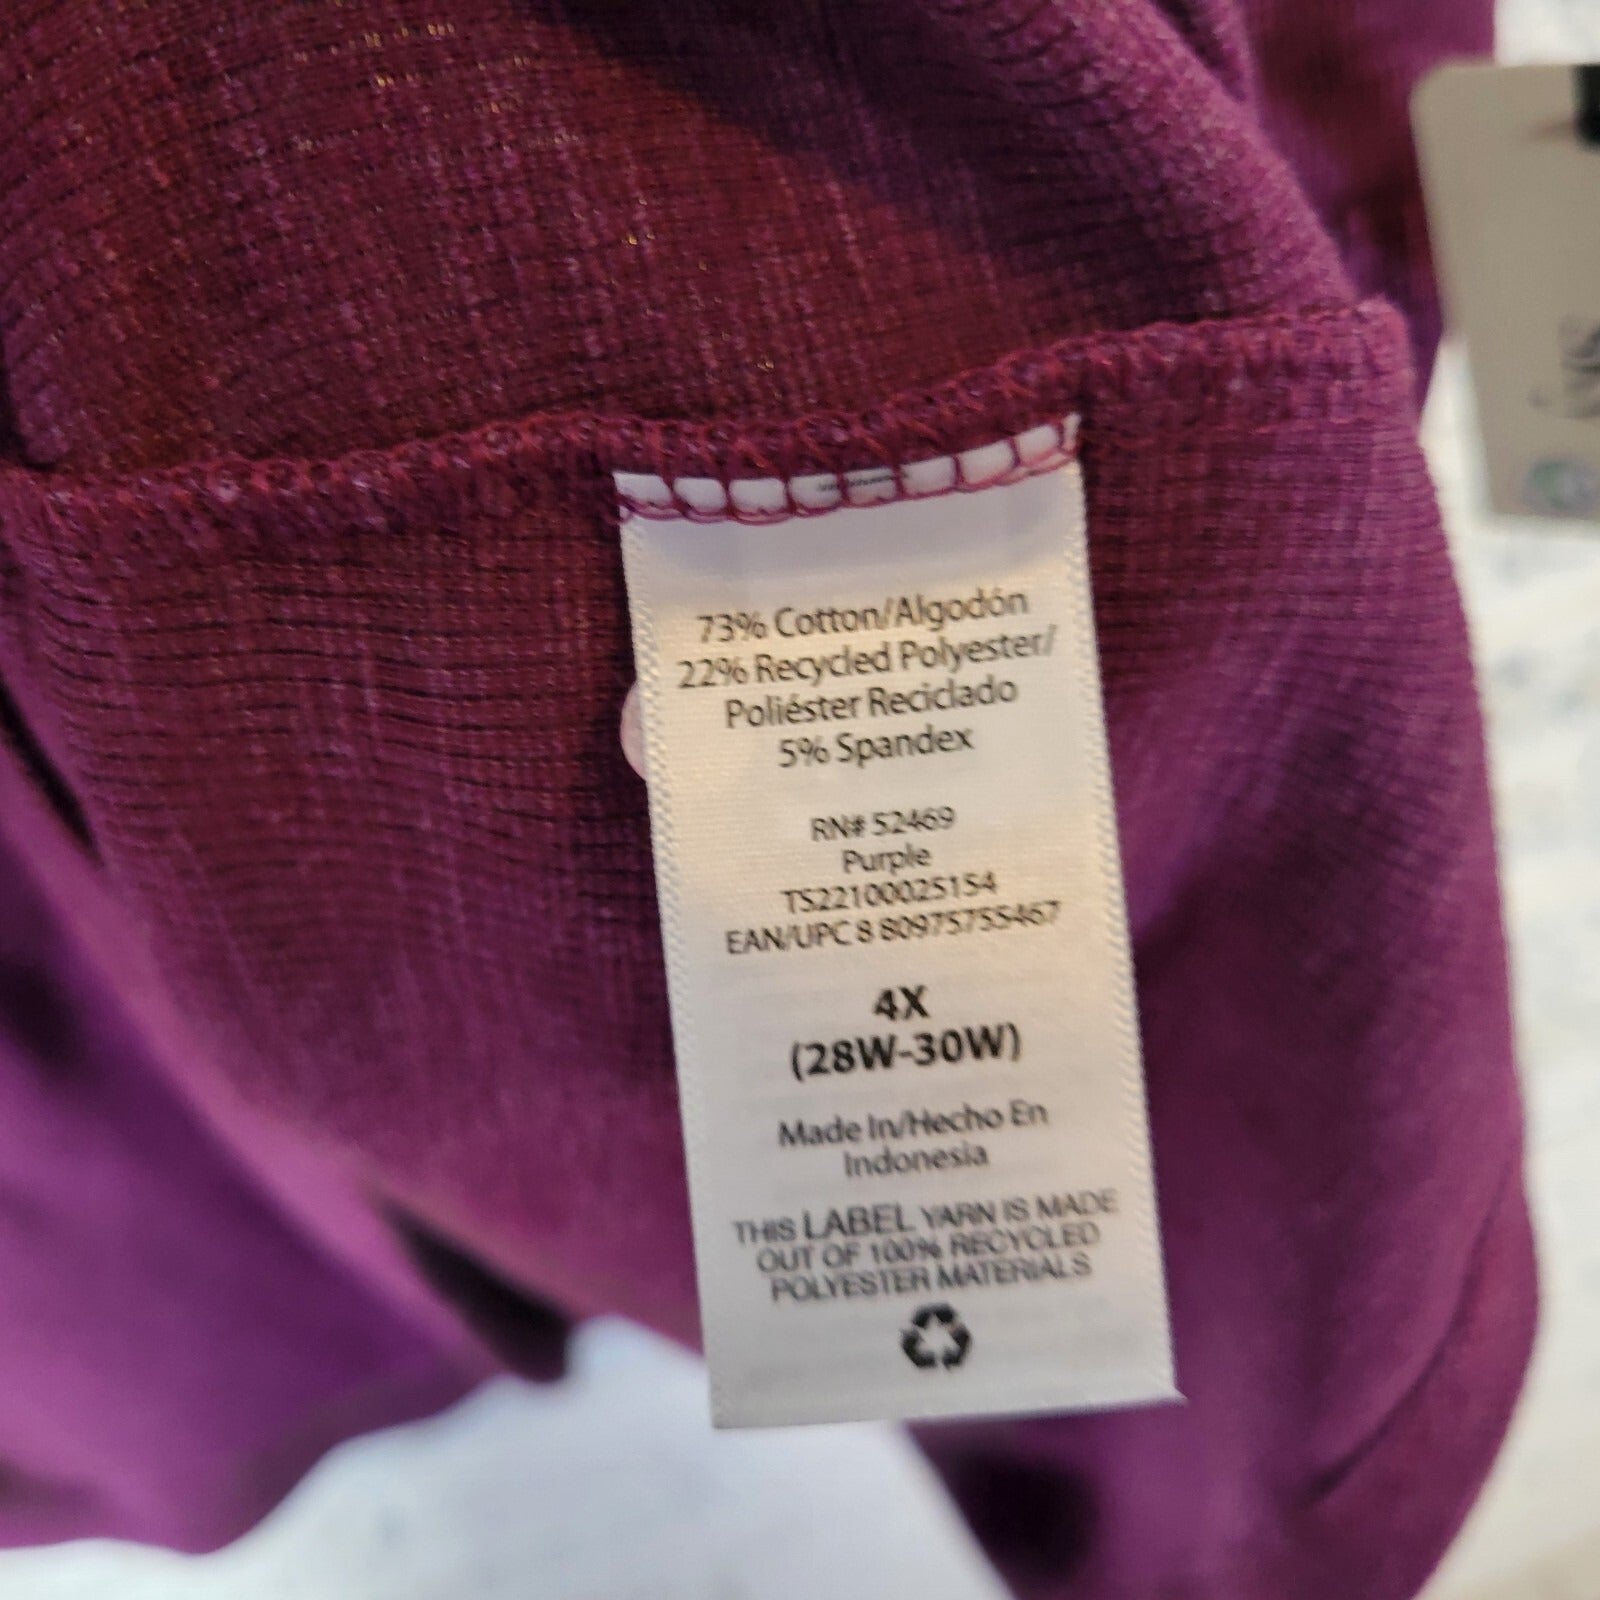 73% Cotton/Algodón
22% Recycled Polyester/
Poliéster Reciclado
5% Spandex
RN# 52469
Purple
TS22100025154
EAN/UPC 8 80975755467
4X
(28W-30W)
Made In/Hecho En
Indonesia
THIS LABEL YARN IS MADE
OUT OF 100% RECYCLED
POLYESTER MATERIALS